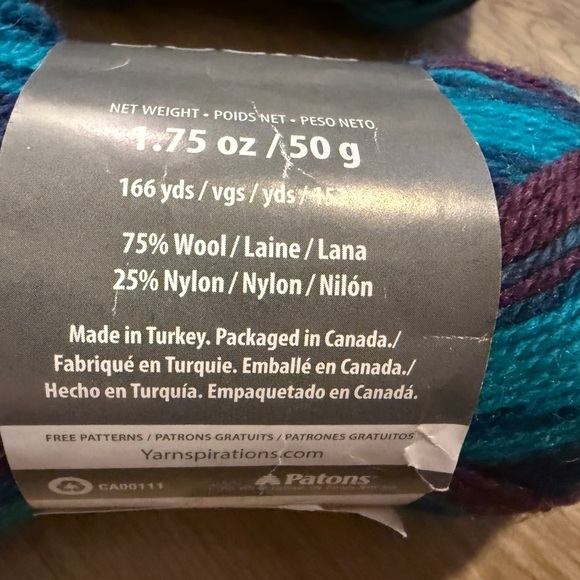 NET WEIGHT • POIDS NET • PESO NETO
1.75 oz / 50 g
166 yds / vgs / yds /
75% Wool / Laine / Lana
25% Nylon / Nylon / Nilón
Made in Turkey. Packaged in Canada./
Fabriqué en Turquie. Emballé en Canada./
Hecho en Turquía. Empaquetado en Canadá.
FREE PATTERNS / PATRONS GRATUITS / PATRONES GRATUITOS
Yarnspirations.com
CA00111
Patons